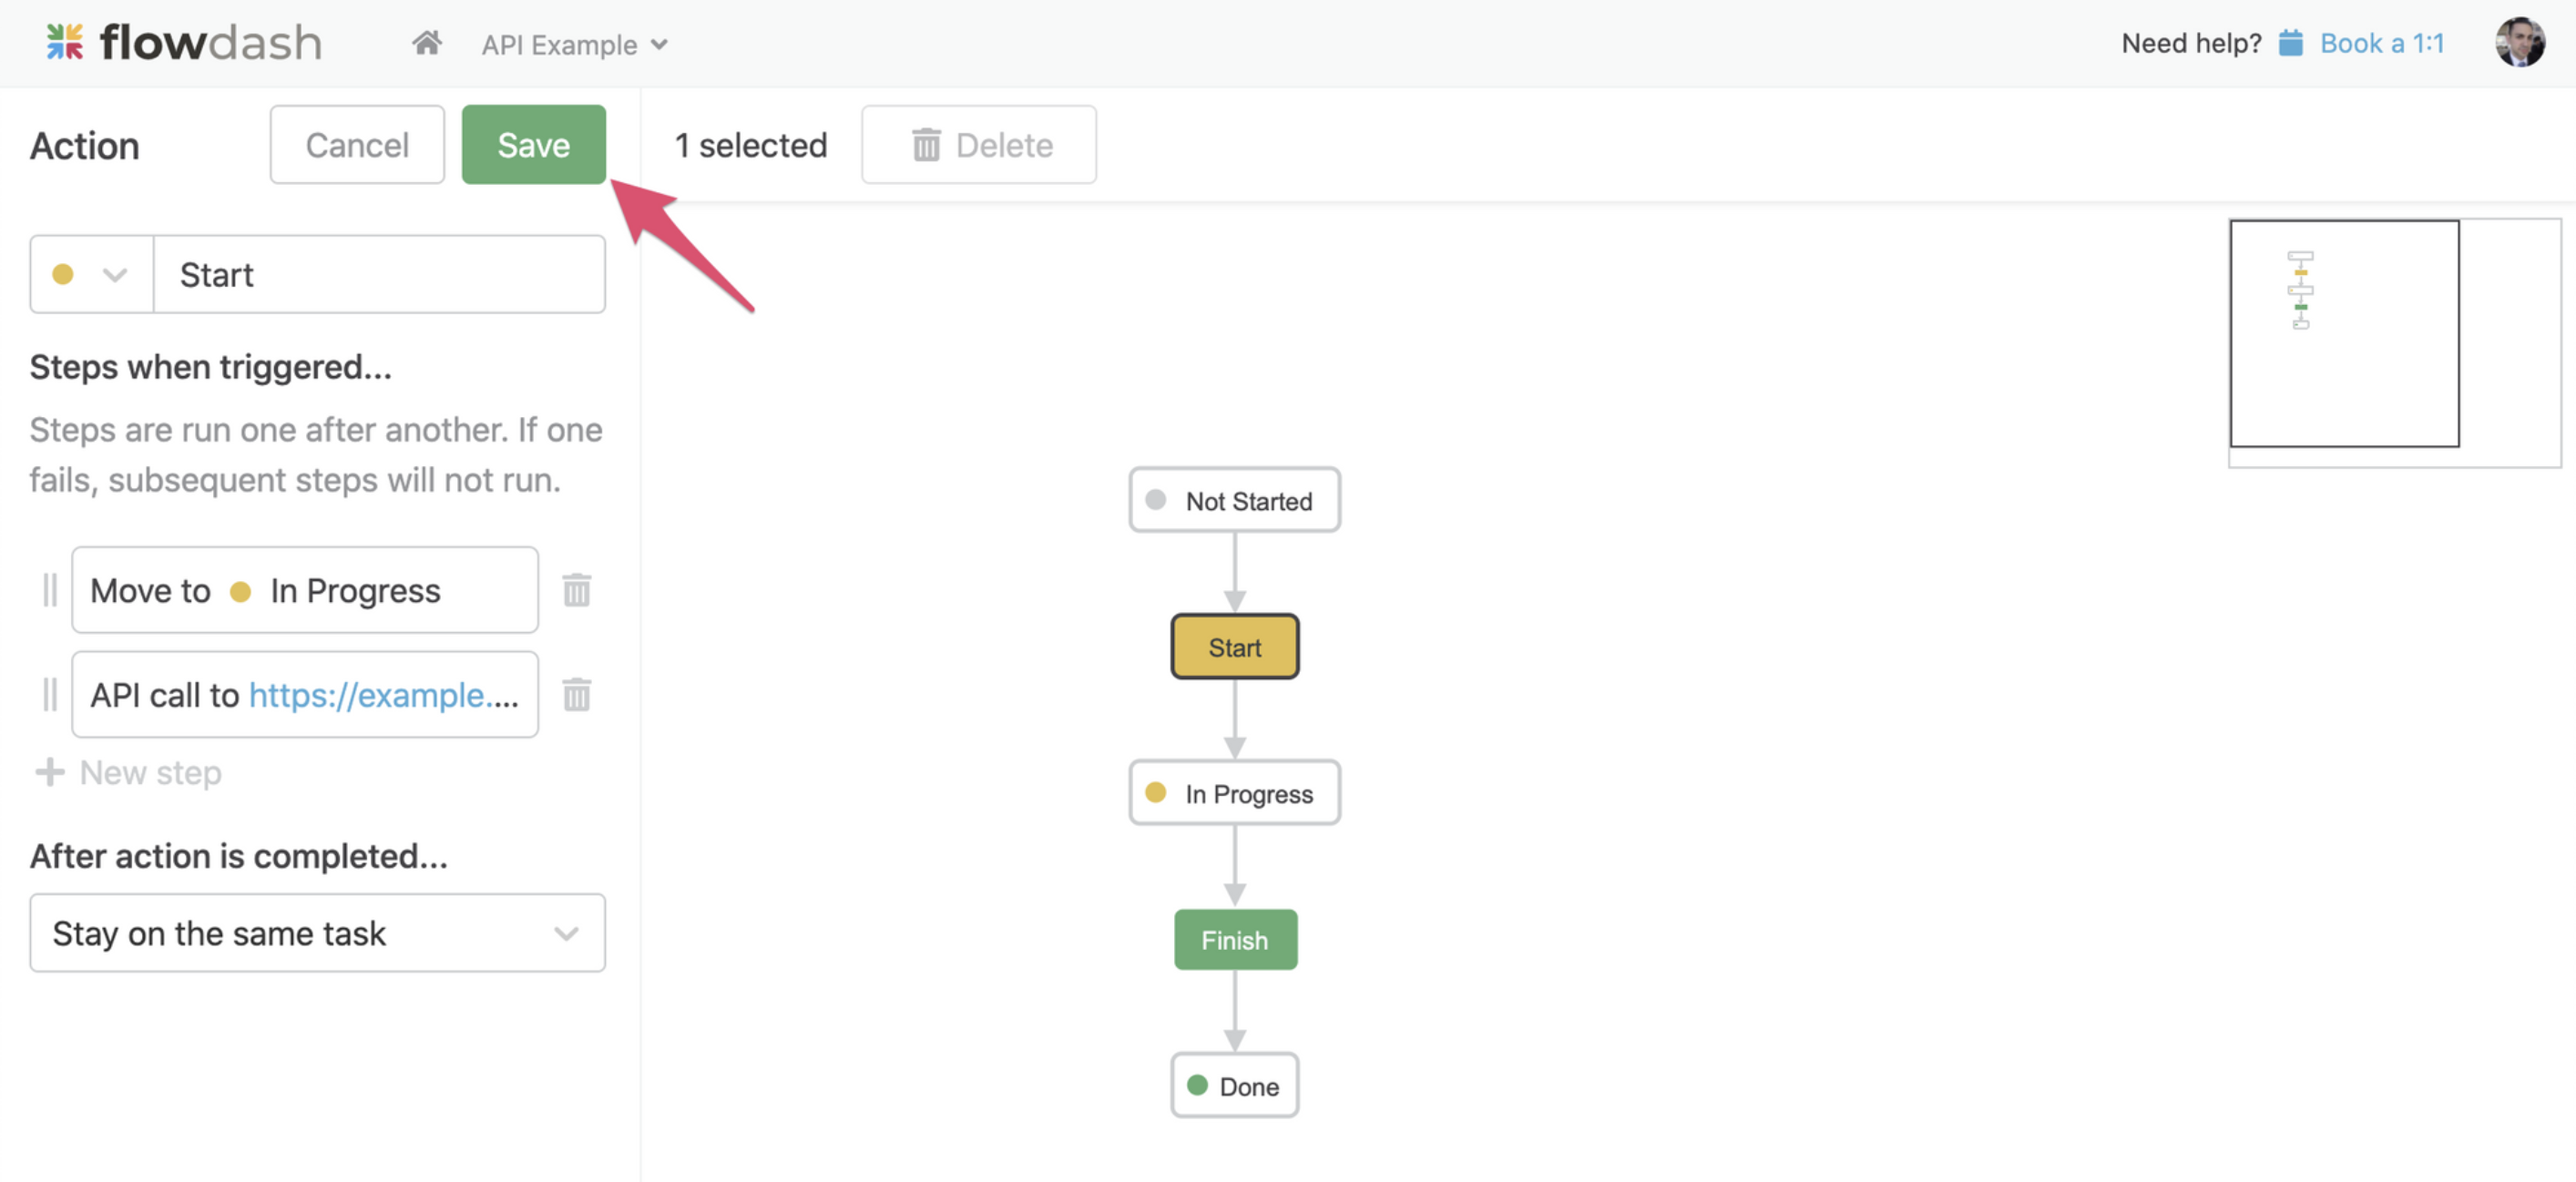 flowdash
API Example
Need help? Book a 1:1
Action
Cancel
Save
1 selected
Delete
Start
Steps when triggered...
Steps are run one after another. If one
fails, subsequent steps will not run.
Move to In Progress
API call to https://example....
New step
After action is completed...
Stay on the same task
Not Started
Start
In Progress
Finish
Done